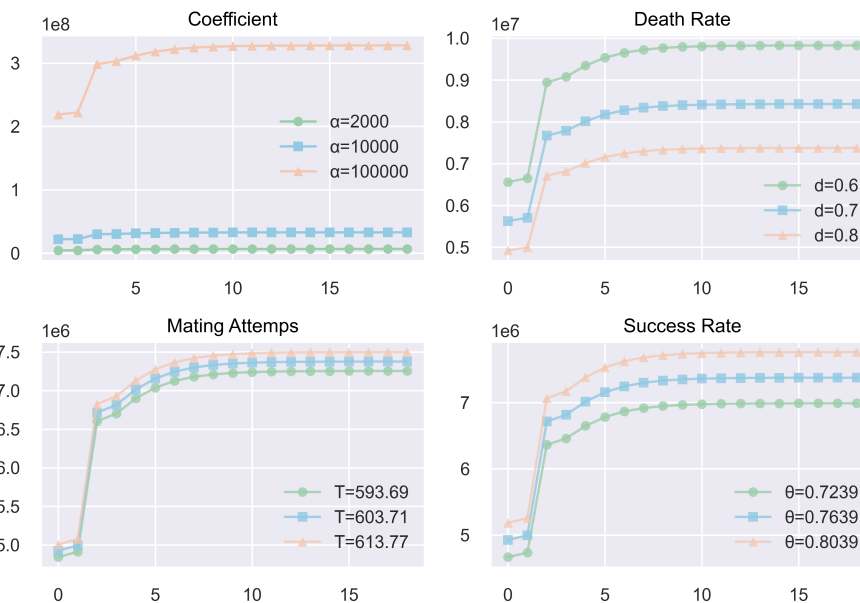 Coefficient
1e8
3
2
1
0
α=2000
α=10000
α=100000
5
10
15
Death Rate
1e7
1.0
0.9
0.8
0.7
0.6
0.5
d=0.6
d=0.7
d=0.8
0
5
10
15
Mating Attemps
1e6
7.5
7.0
6.5
6.0
5.5
5.0
T=593.69
T=603.71
T=613.77
0
5
10
15
Success Rate
1e6
7
6
5
θ=0.7239
θ=0.7639
θ=0.8039
0
5
10
15